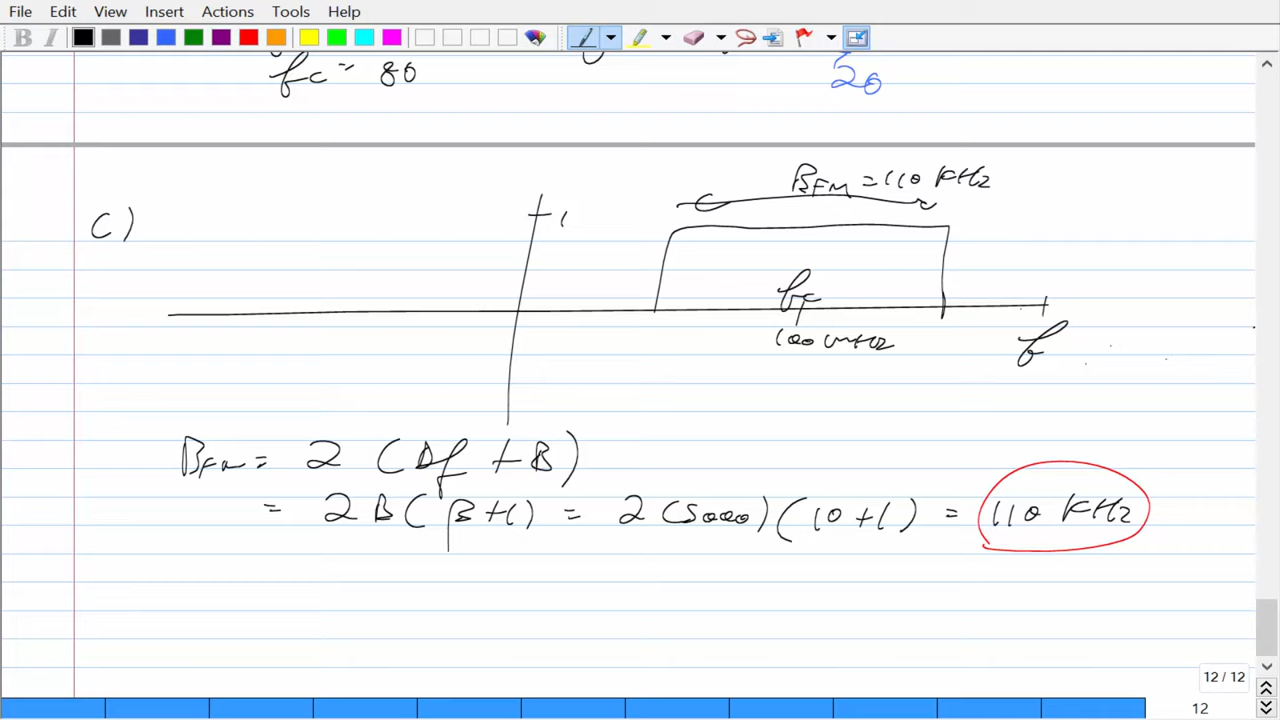 File Edit View Insert Actions Tools Help
B I
fc = 80
20
c)
BFM = 110 KHz
fc
100 MHz
f
BFM = 2 (Δf + B)
= 2B(β+1) = 2(5000)(10+1) = 110 KHz
12 / 12
12